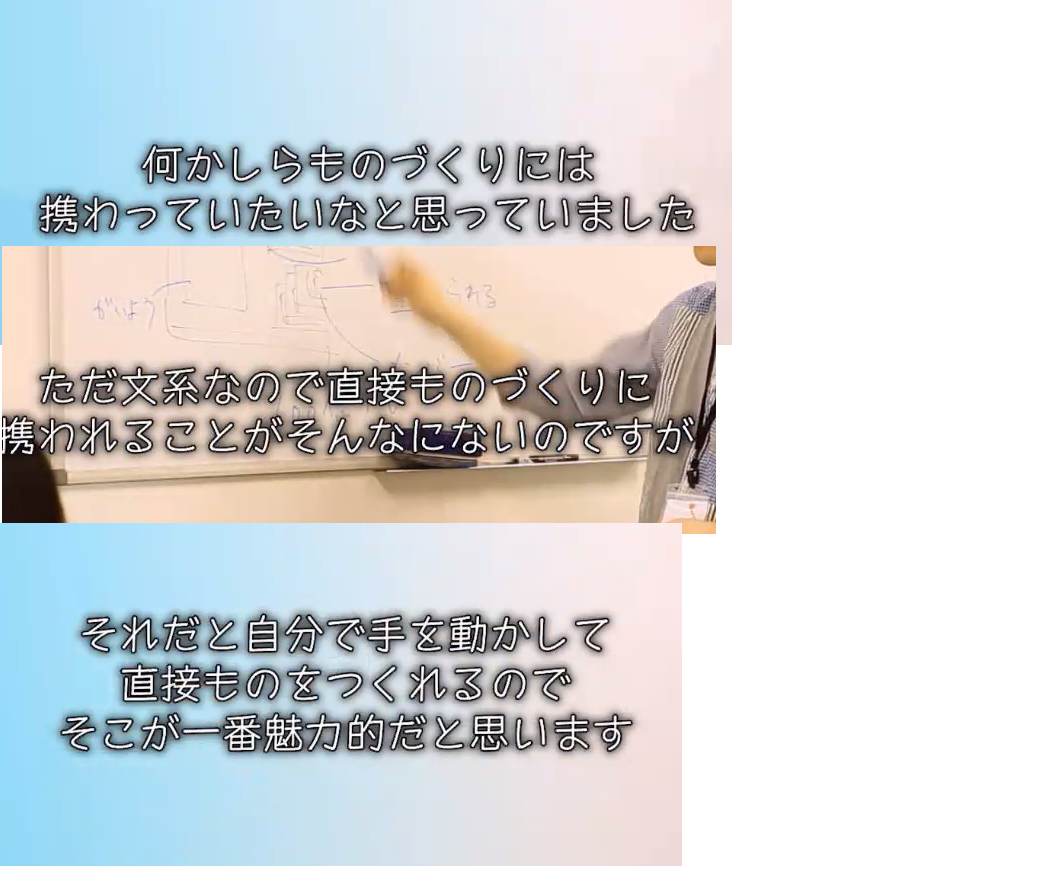 何かしらものづくりには
携わっていたいなと思っていました
がいよう
られる
ただ文系なので直接ものづくりに
携われることがそんなにないのですが
それだと自分で手を動かして
直接ものをつくれるので
そこが一番魅力的だと思います